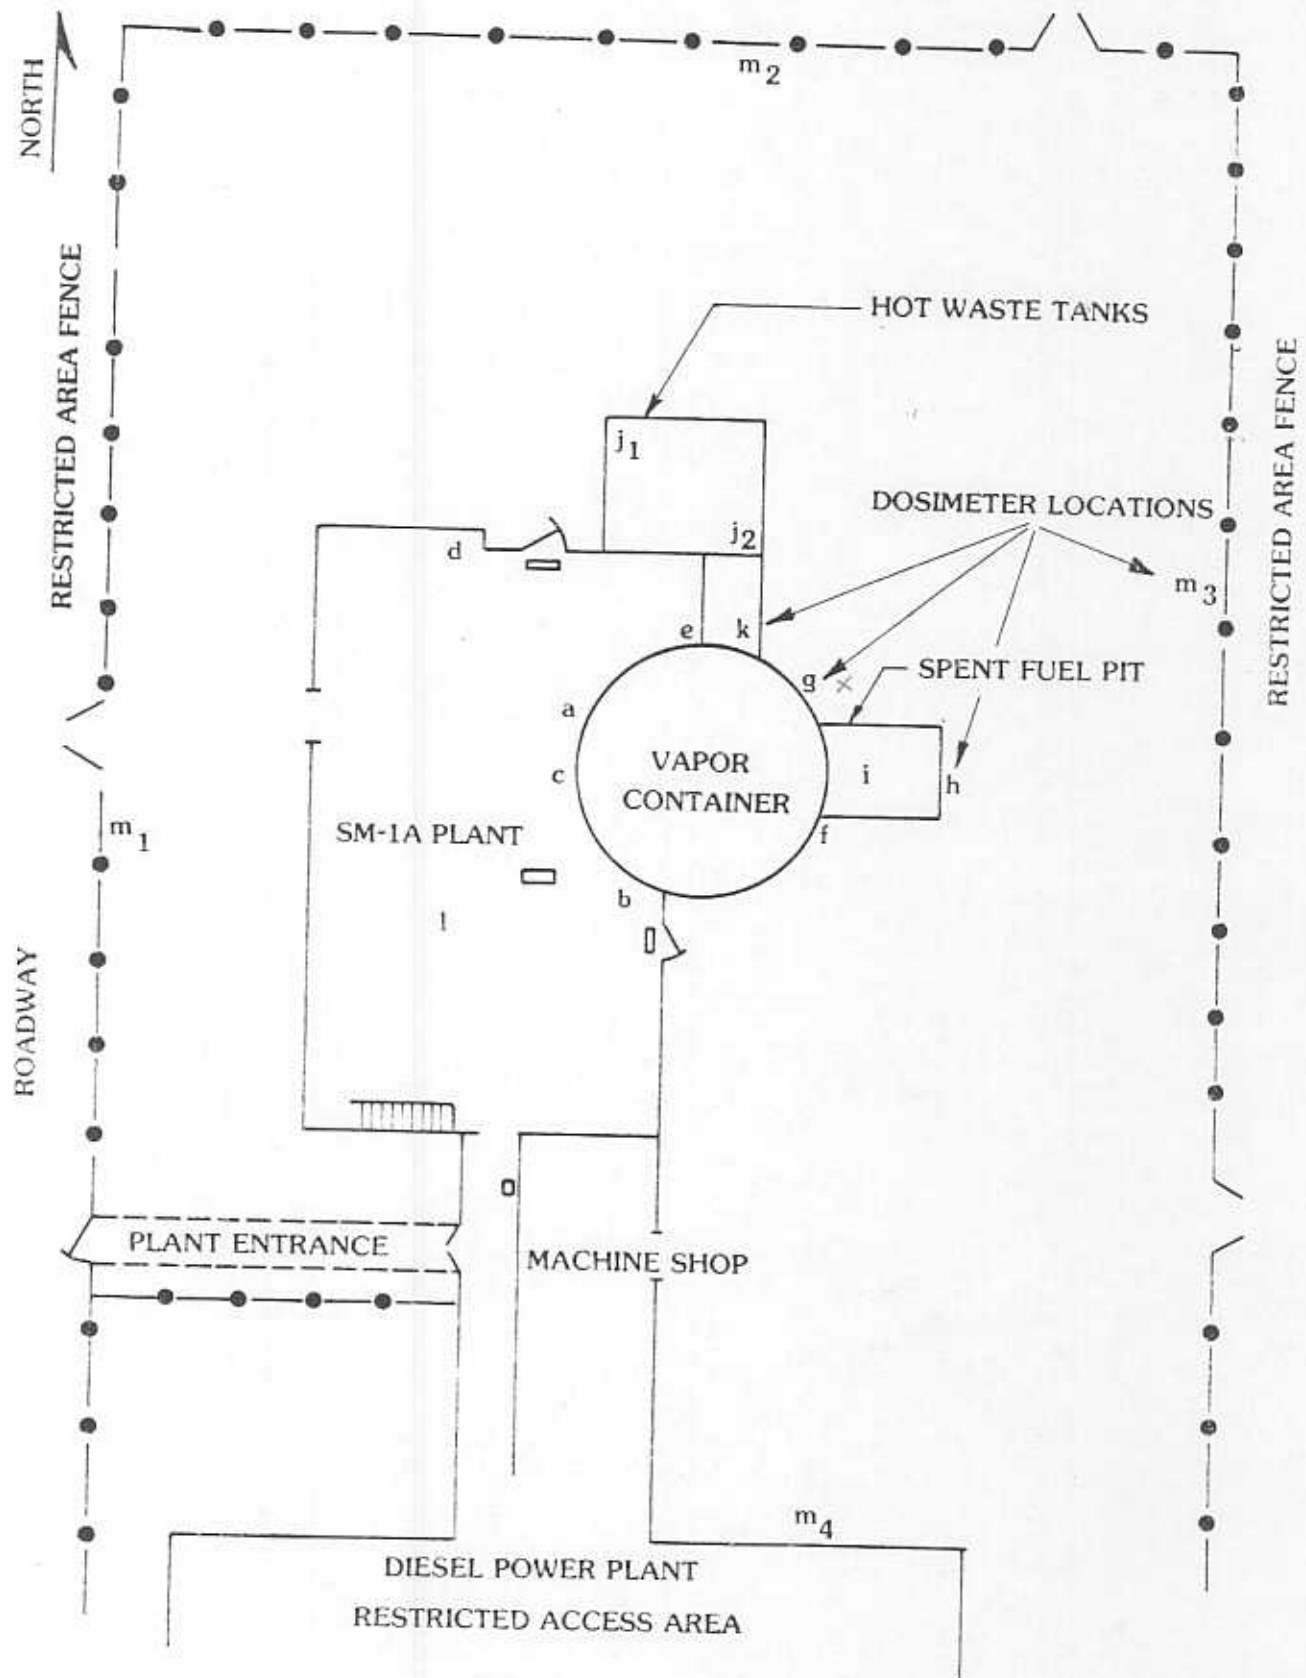 NORTH
m2
RESTRICTED AREA FENCE
HOT WASTE TANKS
RESTRICTED AREA FENCE
j1
DOSIMETER LOCATIONS
d
j2
m3
e
k
g
SPENT FUEL PIT
a
c
VAPOR
CONTAINER
i
h
m1
SM-1A PLANT
f
b
l
ROADWAY
PLANT ENTRANCE
MACHINE SHOP
m4
DIESEL POWER PLANT
RESTRICTED ACCESS AREA